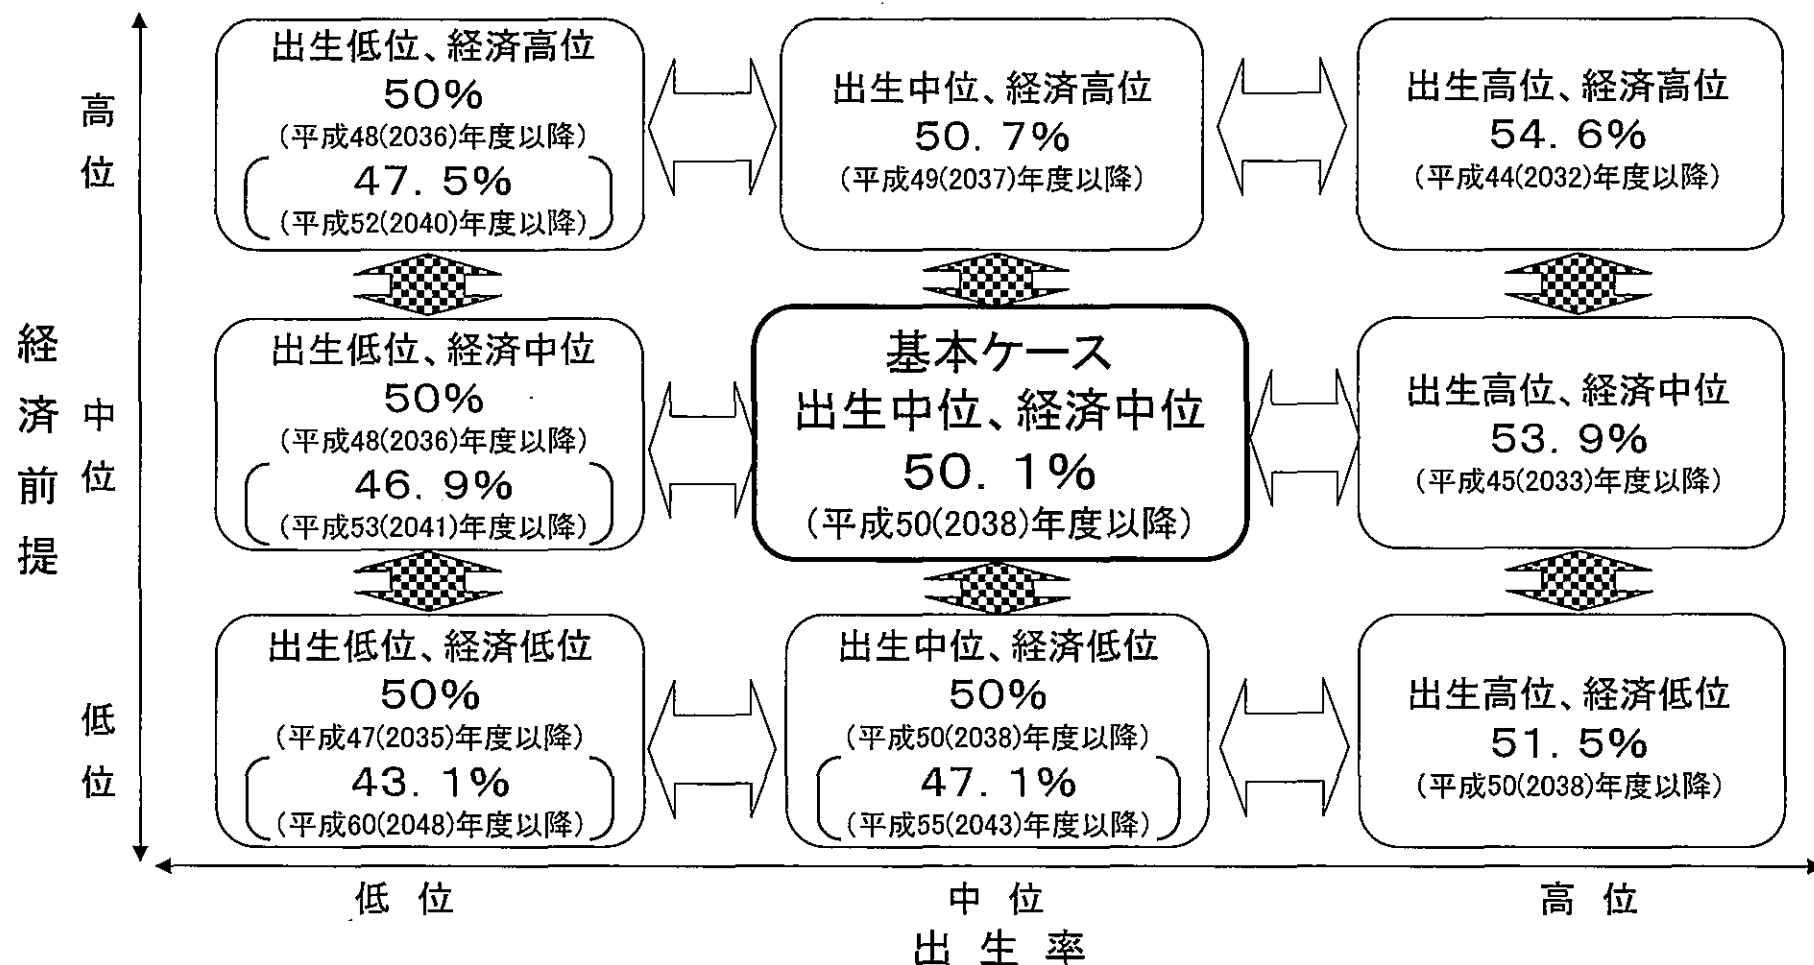 経済前提
高位
中位
低位
出生低位、経済高位
50%
(平成48(2036)年度以降)
47.5%
(平成52(2040)年度以降)
出生中位、経済高位
50.7%
(平成49(2037)年度以降)
出生高位、経済高位
54.6%
(平成44(2032)年度以降)
出生低位、経済中位
50%
(平成48(2036)年度以降)
46.9%
(平成53(2041)年度以降)
基本ケース
出生中位、経済中位
50.1%
(平成50(2038)年度以降)
出生高位、経済中位
53.9%
(平成45(2033)年度以降)
出生低位、経済低位
50%
(平成47(2035)年度以降)
43.1%
(平成60(2048)年度以降)
出生中位、経済低位
50%
(平成50(2038)年度以降)
47.1%
(平成55(2043)年度以降)
出生高位、経済低位
51.5%
(平成50(2038)年度以降)
低位
中位
高位
出生率